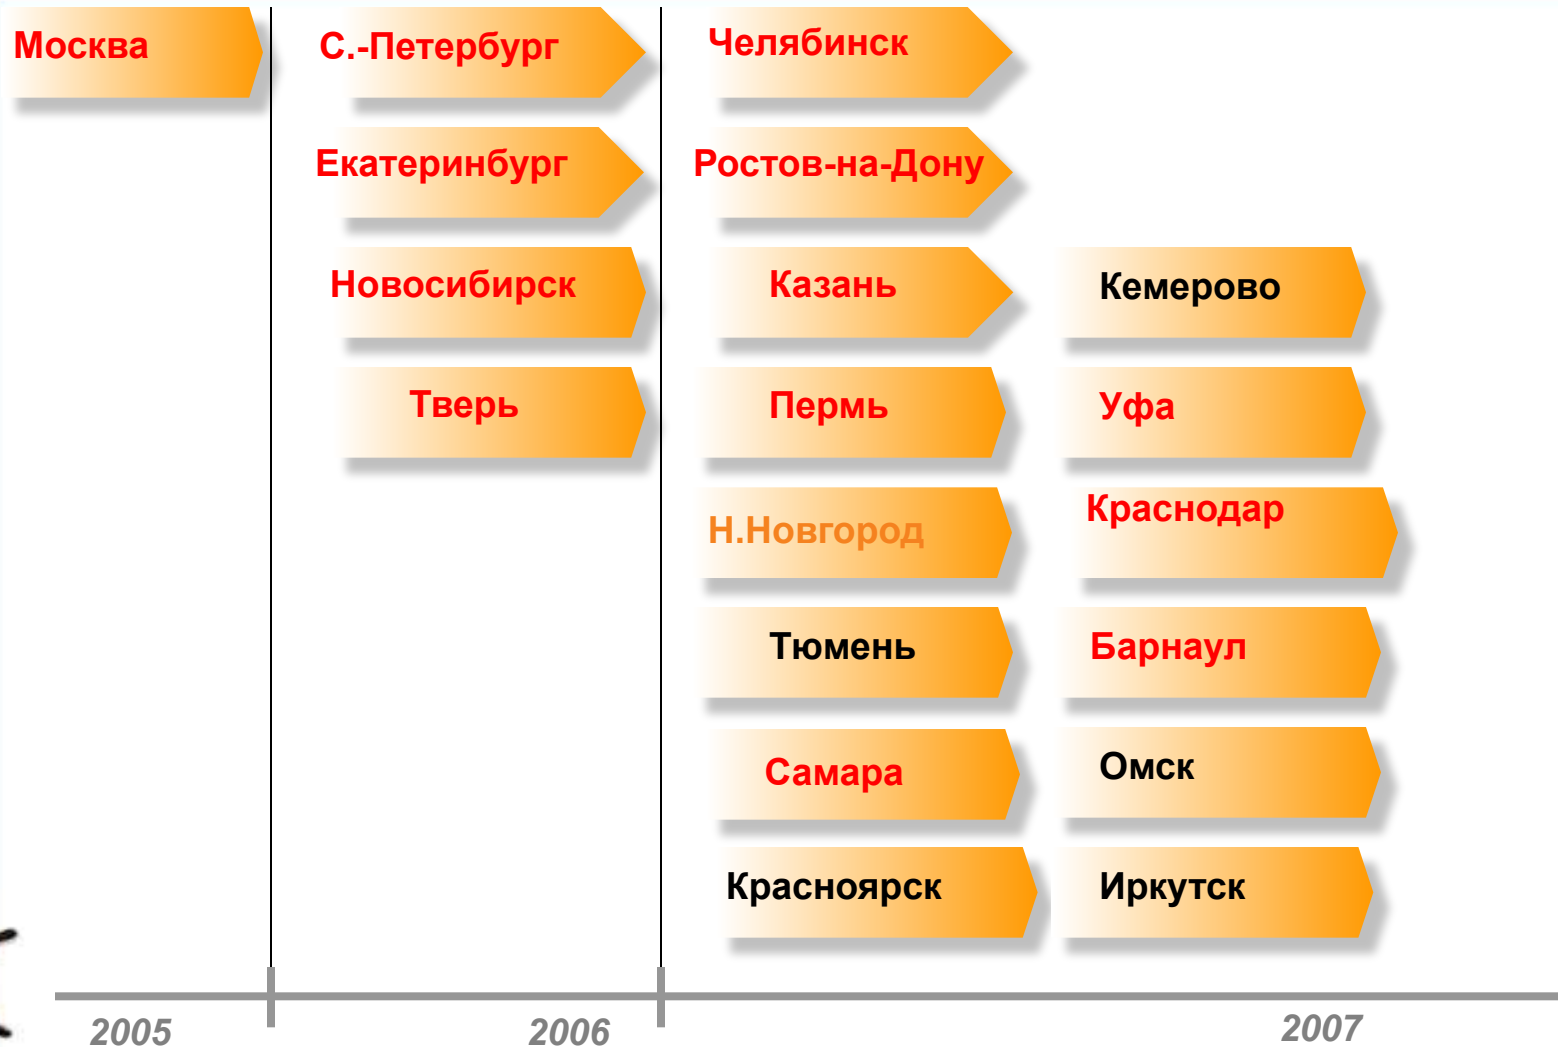 Москва
С.-Петербург
Екатеринбург
Новосибирск
Тверь
Челябинск
Ростов-на-Дону
Казань
Пермь
Н.Новгород
Тюмень
Самара
Красноярск
Кемерово
Уфа
Краснодар
Барнаул
Омск
Иркутск
2005
2006
2007